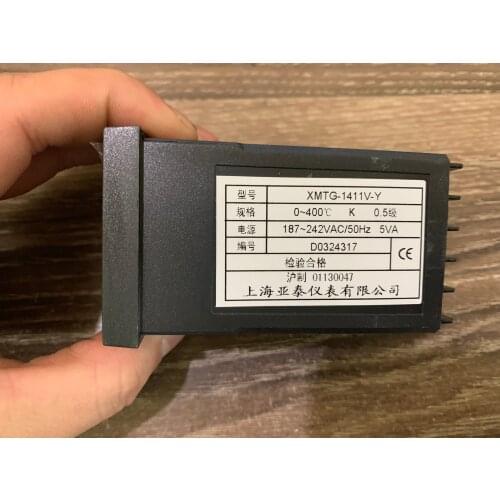 型号 XMTG-1411V-Y
规格 0~400℃ K 0.5级
电源 187~242VAC/50Hz 5VA
编号 D0324317
检验合格
CE
沪制 01130047
上海亚泰仪表有限公司